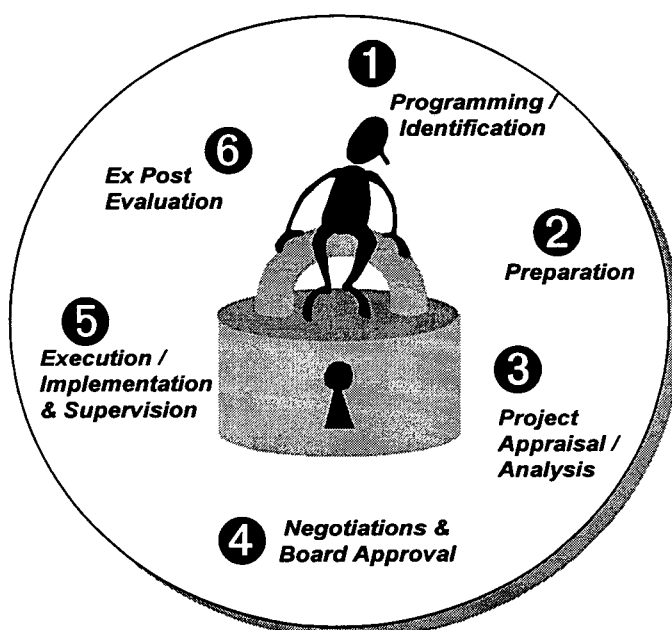 1
Programming /
Identification
2
Preparation
3
Project
Appraisal /
Analysis
4
Negotiations &
Board Approval
5
Execution /
Implementation
& Supervision
6
Ex Post
Evaluation